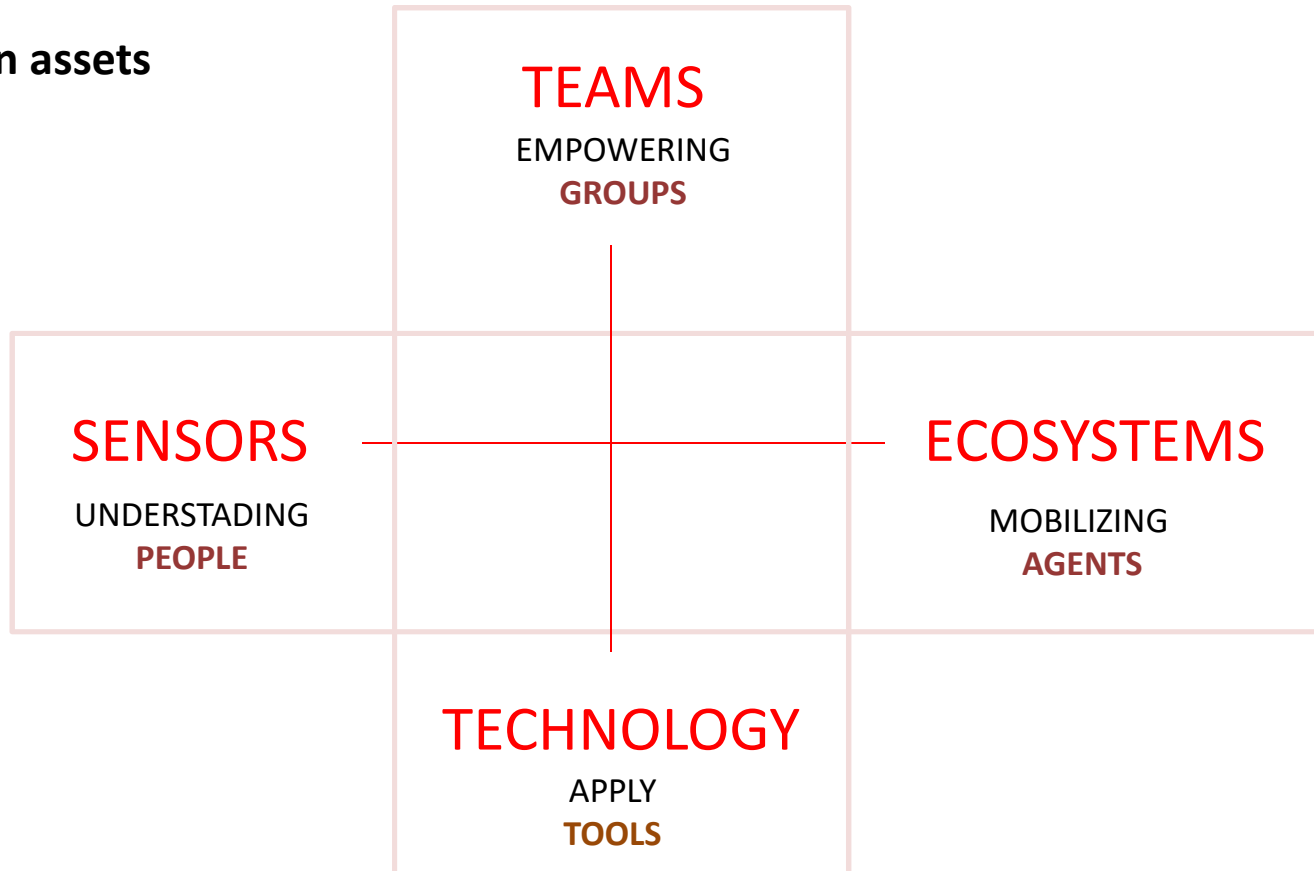 n assets
TEAMS
EMPOWERING
GROUPS
SENSORS
UNDERSTADING
PEOPLE
ECOSYSTEMS
MOBILIZING
AGENTS
TECHNOLOGY
APPLY
TOOLS